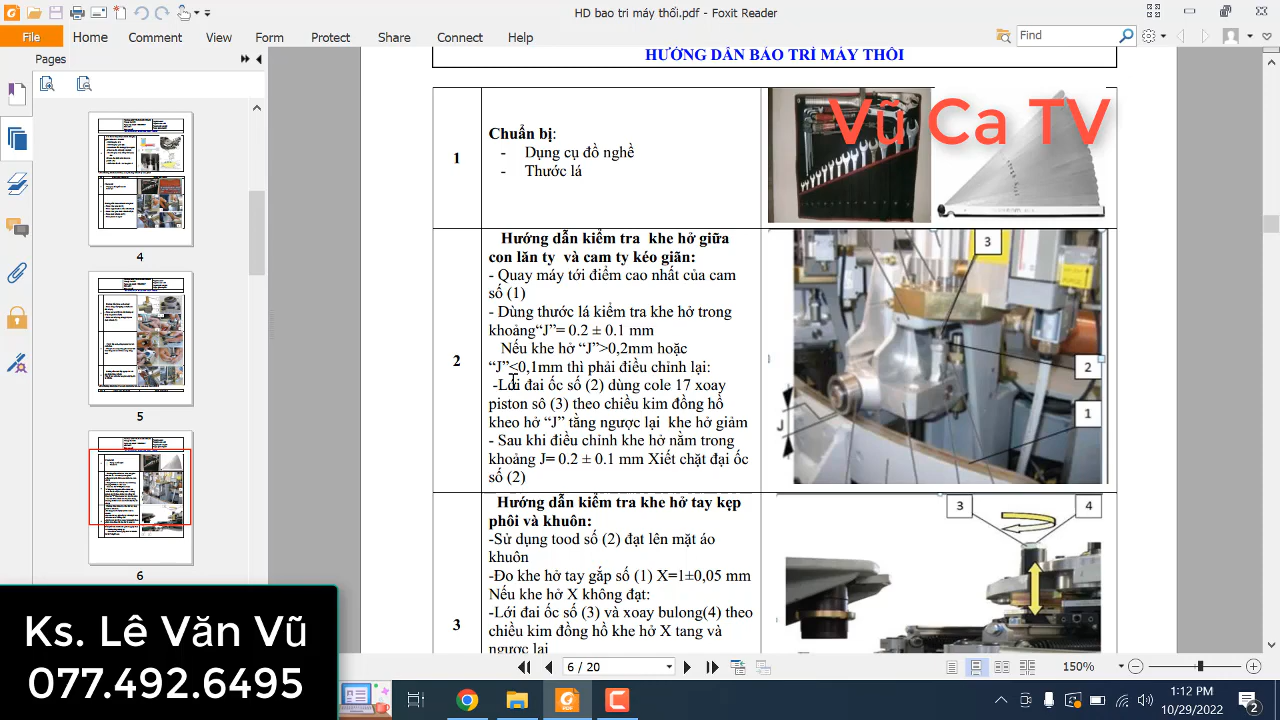 HD bao tri máy thổi.pdf - Foxit Reader
File Home Comment View Form Protect Share Connect Help
Find
Pages
4
5
6
HƯỚNG DẪN BẢO TRÌ MÁY THỔI
Vũ Ca TV
1
Chuẩn bị:
- Dụng cụ đồ nghề
- Thước lá
2
Hướng dẫn kiểm tra khe hở giữa
con lăn ty và cam ty kéo giãn:
- Quay máy tới điểm cao nhất của cam
số (1)
- Dùng thước lá kiểm tra khe hở trong
khoảng“J”= 0.2 ± 0.1 mm
Nếu khe hở “J”>0,2mm hoặc
“J”<0,1mm thì phải điều chỉnh lại:
-Lới đai ốc số (2) dùng cole 17 xoay
piston sô (3) theo chiều kim đồng hồ
kheo hở “J” tằng ngược lại khe hở giảm
- Sau khi điều chỉnh khe hở nằm trong
khoảng J= 0.2 ± 0.1 mm Xiết chặt đại ốc
số (2)
3
2
1
J
3
Hướng dẫn kiểm tra khe hở tay kẹp
phôi và khuôn:
-Sử dụng tood số (2) đạt lên mặt áo
khuôn
-Đo khe hở tay gắp số (1) X=1±0,05 mm
Nếu khe hở X không đạt:
-Lới đai ốc số (3) và xoay bulong(4) theo
chiều kim đồng hồ khe hở X tang và
ngược lại
3
4
Ks. Lê Văn Vũ
077.492.6495
6 / 20
150%
1:12 PM
10/29/2022
2